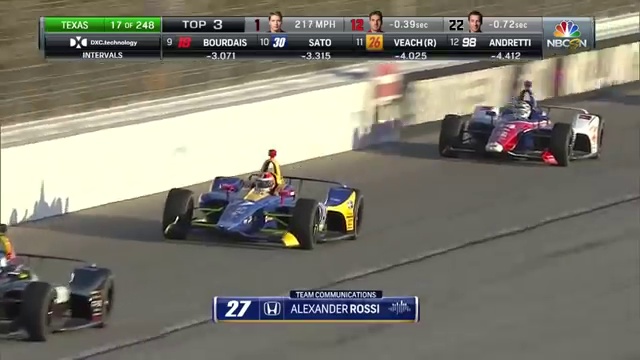 TEXAS 17 OF 248 TOP 3 1 217 MPH 12 -0.39sec 22 -0.72sec
DXC.technology 9 18 BOURDAIS 10 30 SATO 11 26 VEACH (R) 12 98 ANDRETTI NBCSN
INTERVALS -3.071 -3.315 -4.025 -4.412
TEAM COMMUNICATIONS
27 ALEXANDER ROSSI